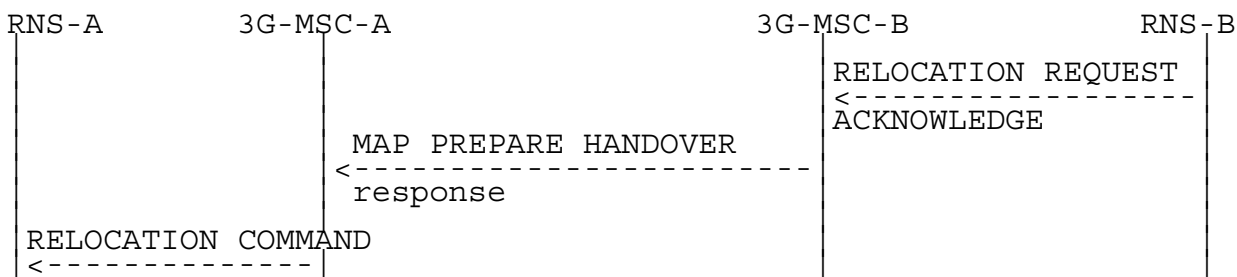 RNS-A 3G-MSC-A 3G-MSC-B RNS-B
RELOCATION REQUEST
ACKNOWLEDGE
MAP PREPARE HANDOVER
response
RELOCATION COMMAND